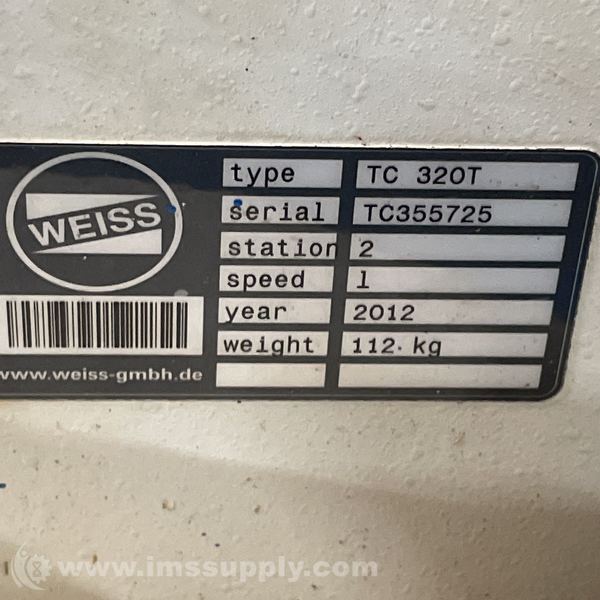 WEISS
type TC 320T
serial TC355725
station 2
speed 1
year 2012
weight 112. kg
www.weiss-gmbh.de
www.imssupply.com